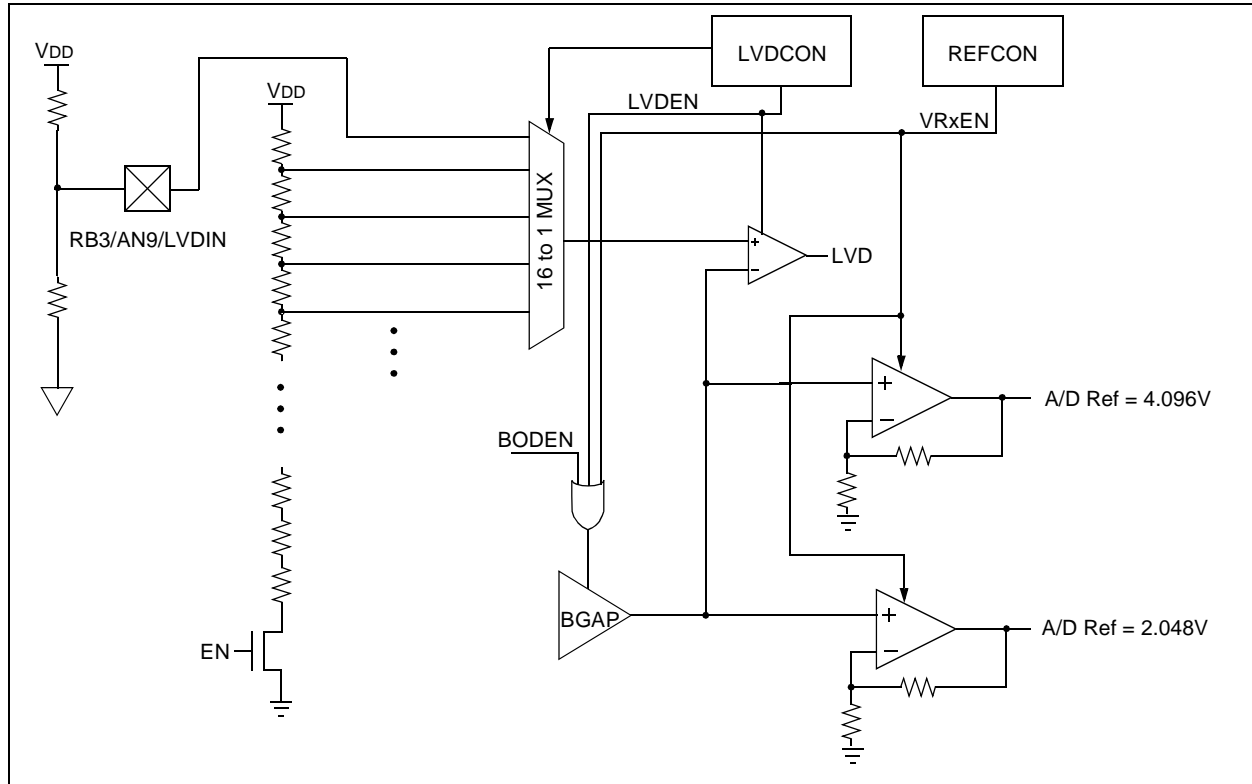 VDD
VDD
LVDCON
REFCON
LVDEN
VRxEN
RB3/AN9/LVDIN
16 to 1 MUX
+
−
LVD
+
−
A/D Ref = 4.096V
BODEN
BGAP
+
−
A/D Ref = 2.048V
EN